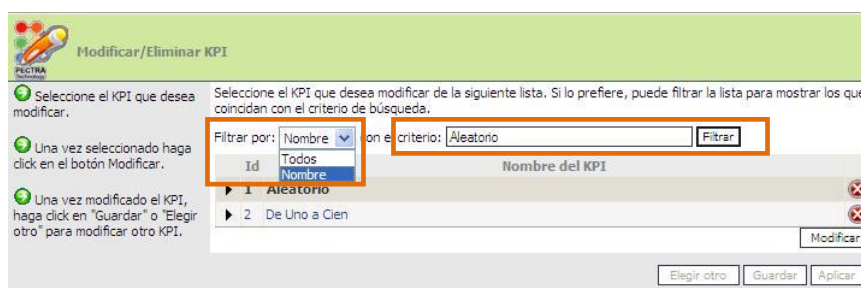 Modificar/Eliminar KPI
PECTRA
Technology
Seleccione el KPI que desea
modificar.
Una vez seleccionado haga
click en el botón Modificar.
Una vez modificado el KPI,
haga click en "Guardar" o "Elegir
otro" para modificar otro KPI.
Seleccione el KPI que desea modificar de la siguiente lista. Si lo prefiere, puede filtrar la lista para mostrar los que
coincidan con el criterio de búsqueda.
Filtrar por: Nombre con el criterio: Aleatorio Filtrar
Todos
Nombre
Id Nombre del KPI
1 Aleatorio
2 De Uno a Cien
Modificar
Elegir otro Guardar Aplicar